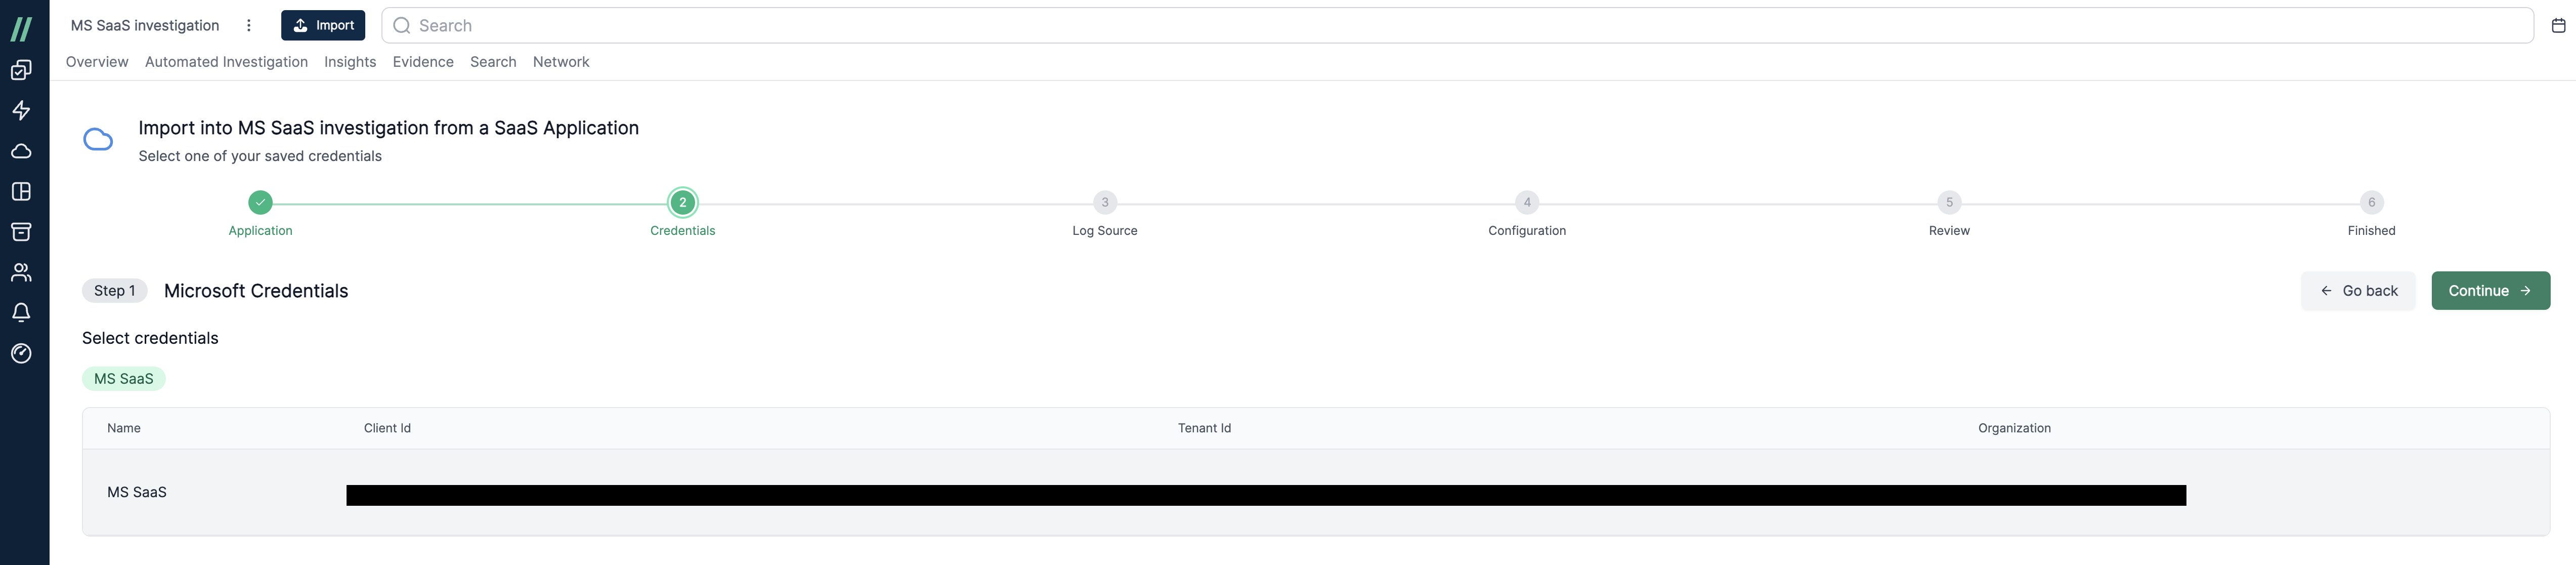 MS SaaS investigation
Import
Search
Overview Automated Investigation Insights Evidence Search Network
Import into MS SaaS investigation from a SaaS Application
Select one of your saved credentials
2 3 4 5 6
Application Credentials Log Source Configuration Review Finished
Step 1 Microsoft Credentials
Go back Continue
Select credentials
MS SaaS
Name Client Id Tenant Id Organization
MS SaaS